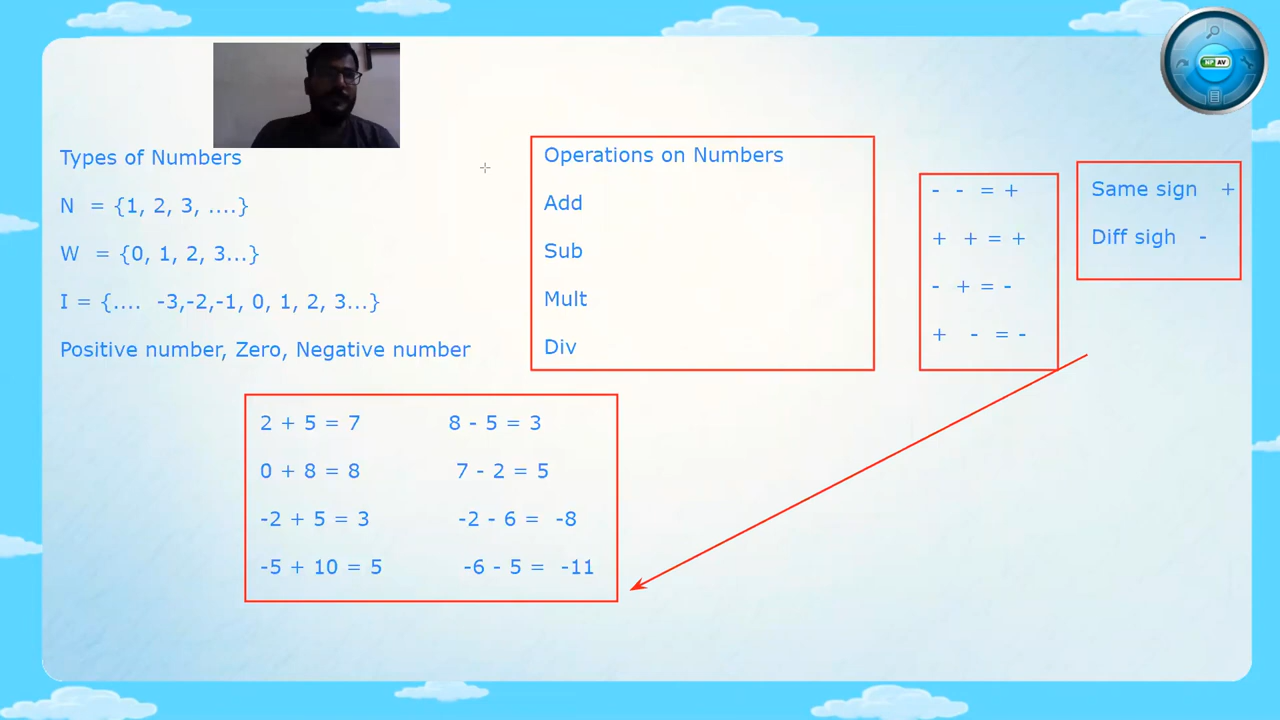 Types of Numbers
N = {1, 2, 3, ....}
W = {0, 1, 2, 3...}
I = {.... -3,-2,-1, 0, 1, 2, 3...}
Positive number, Zero, Negative number
Operations on Numbers
Add
Sub
Mult
Div
- - = +
+ + = +
- + = -
+ - = -
Same sign +
Diff sigh -
2 + 5 = 7 8 - 5 = 3
0 + 8 = 8 7 - 2 = 5
-2 + 5 = 3 -2 - 6 = -8
-5 + 10 = 5 -6 - 5 = -11
NP AV